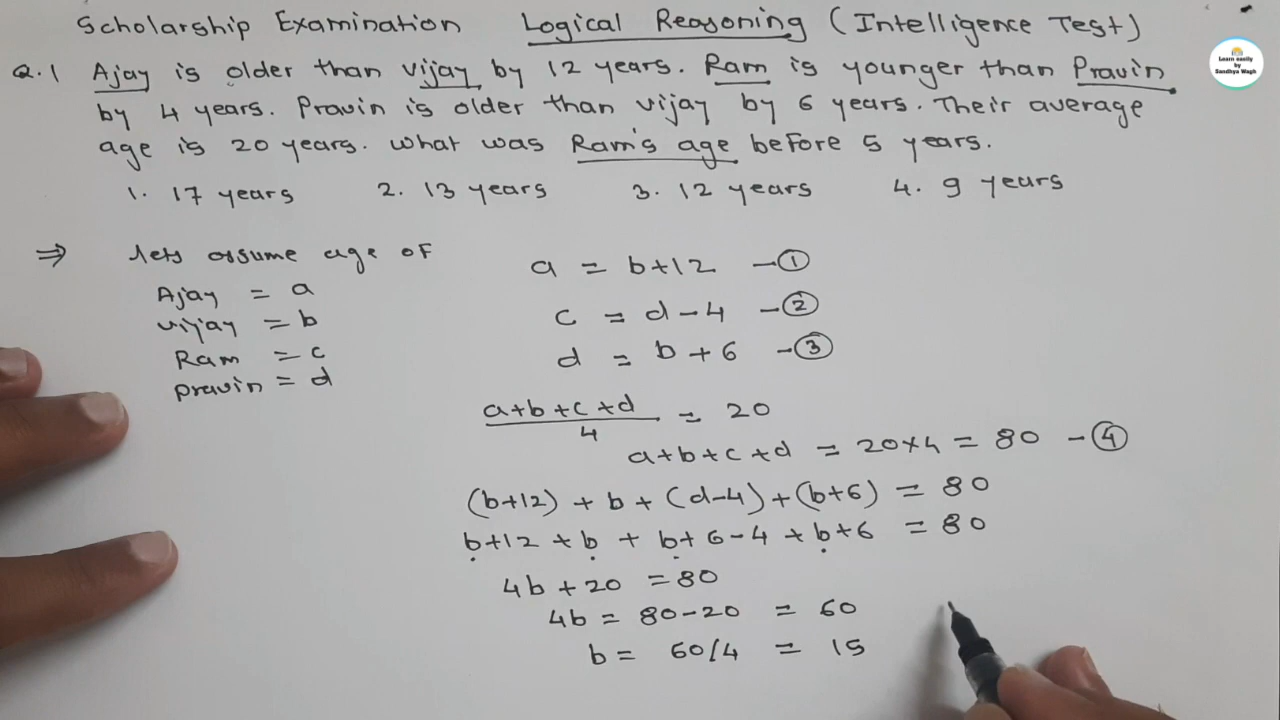 Scholarship Examination Logical Reasoning (Intelligence Test)
Learn easily
by
Sandhya Wagh
Q.1 Ajay is older than Vijay by 12 years. Ram is younger than Pravin
by 4 years. Pravin is older than Vijay by 6 years. Their average
age is 20 years. What was Ram's age before 5 years.
1. 17 years 2. 13 years 3. 12 years 4. 9 years
⇒ lets assume age of
Ajay = a
Vijay = b
Ram = c
Pravin = d
a = b+12 —①
c = d-4 —②
d = b+6 —③
a+b+c+d/4 = 20
a+b+c+d = 20×4 = 80 —④
(b+12) + b + (d-4) + (b+6) = 80
b+12 + b + b+6-4 + b+6 = 80
4b + 20 = 80
4b = 80-20 = 60
b = 60/4 = 15